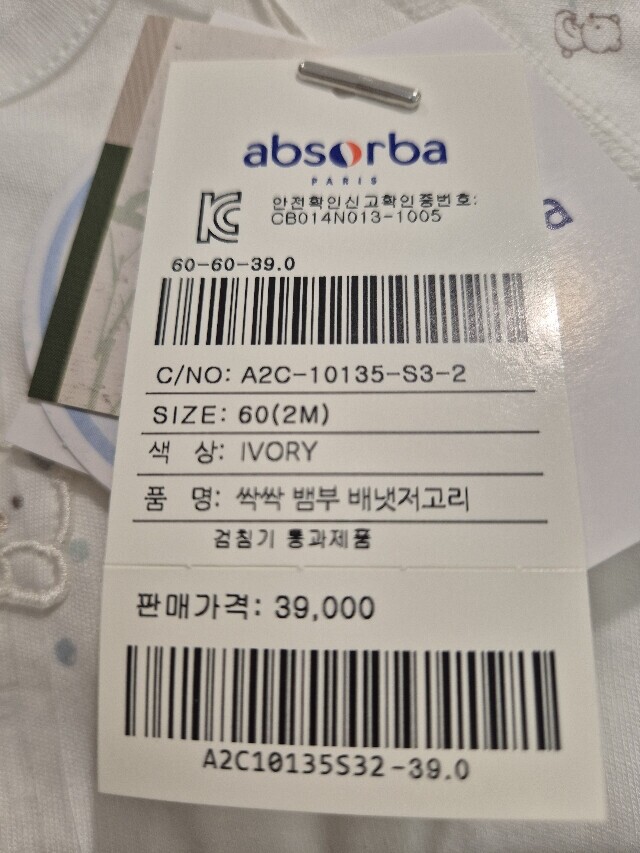 absorba
PARIS
안전확인신고확인증번호:
CB014N013-1005
60-60-39.0
C/NO: A2C-10135-S3-2
SIZE: 60(2M)
색 상: IVORY
품 명: 싹싹 뱀부 배냇저고리
검침기 통과제품
판매가격: 39,000
A2C10135S32-39.0